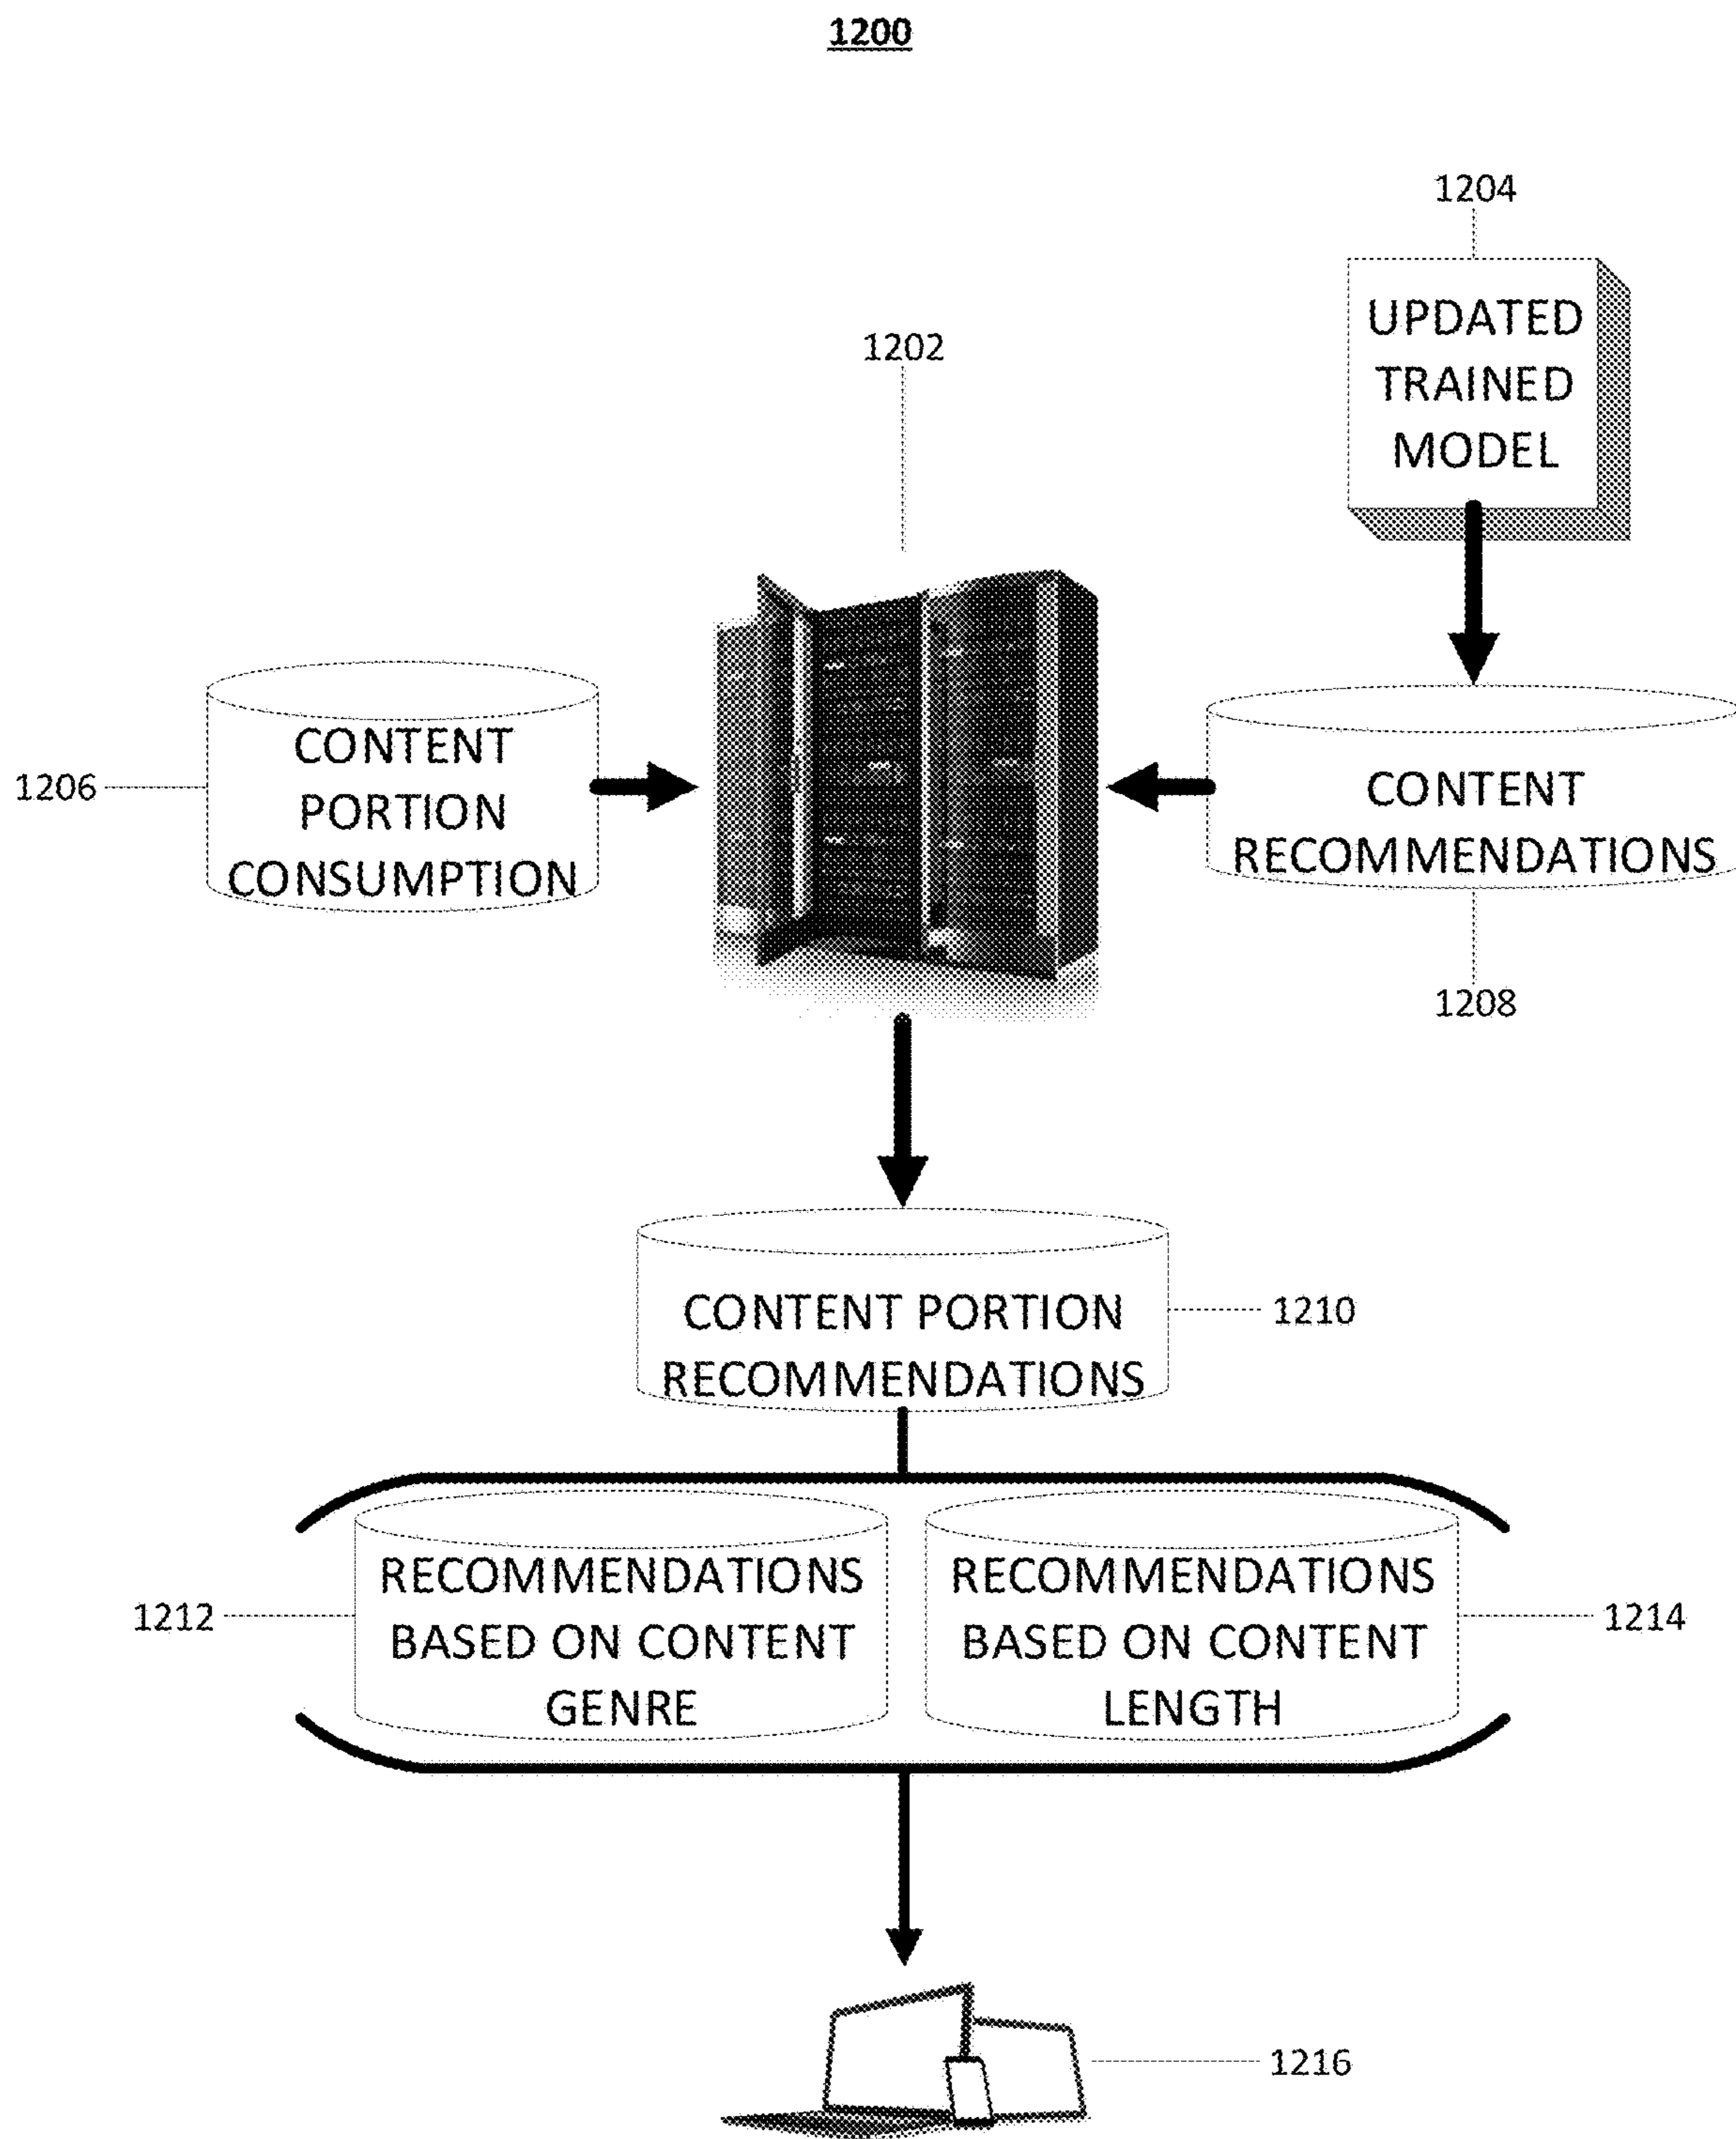 1200
1204
UPDATED
TRAINED
MODEL
1202
1206
CONTENT
PORTION
CONSUMPTION
CONTENT
RECOMMENDATIONS
1208
CONTENT PORTION
RECOMMENDATIONS
1210
1212
RECOMMENDATIONS
BASED ON CONTENT
GENRE
RECOMMENDATIONS
BASED ON CONTENT
LENGTH
1214
1216